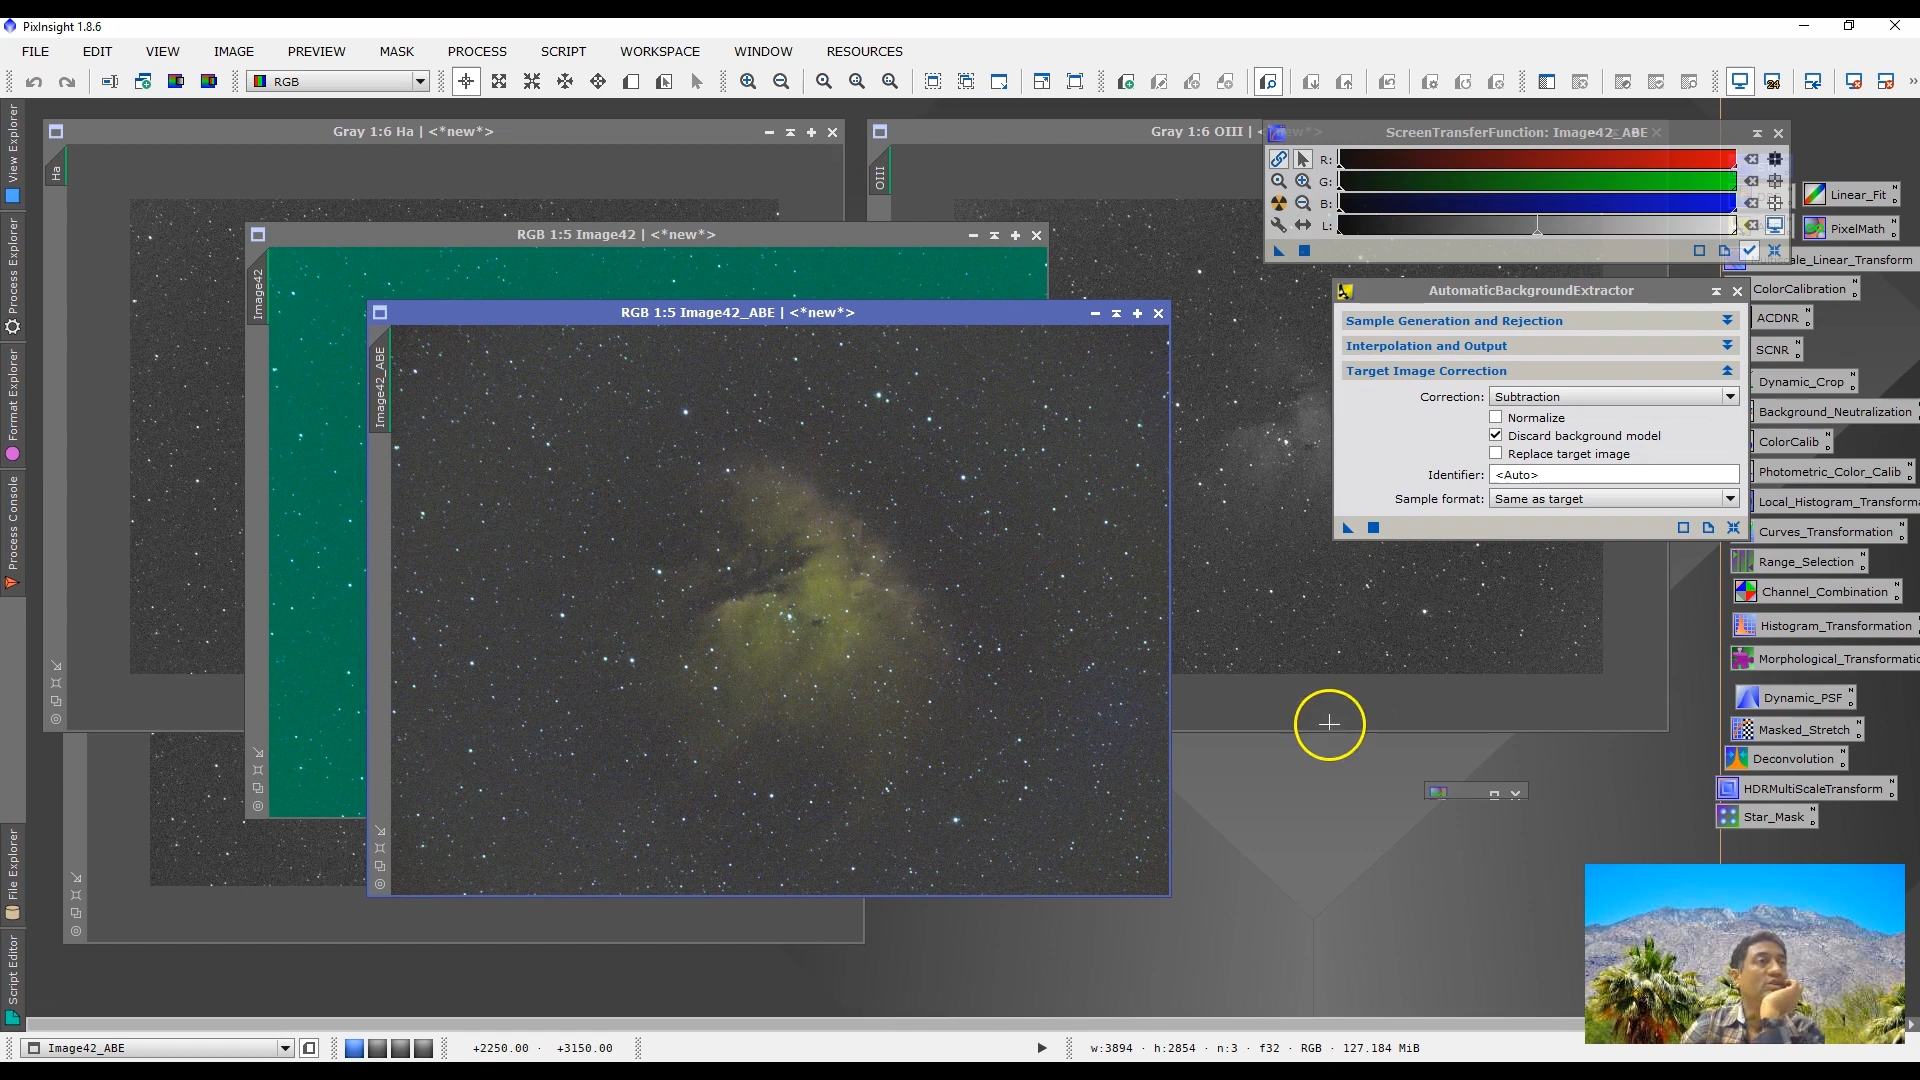 PixInsight 1.8.6
FILE EDIT VIEW IMAGE PREVIEW MASK PROCESS SCRIPT WORKSPACE WINDOW RESOURCES
RGB
24
View Explorer
Process Explorer
Format Explorer
Process Console
File Explorer
Script Editor
Gray 1:6 Ha | <*new*>
Ha
Gray 1:6 OIII |
OIII
RGB 1:5 Image42 | <*new*>
Image42
RGB 1:5 Image42_ABE | <*new*>
Image42_ABE
ScreenTransferFunction: Image42_ABE
R:
G:
B:
L:
AutomaticBackgroundExtractor
Sample Generation and Rejection
Interpolation and Output
Target Image Correction
Correction: Subtraction
Normalize
Discard background model
Replace target image
Identifier: <Auto>
Sample format: Same as target
Linear_Fit
PixelMath
cale_Linear_Transform
ColorCalibration
ACDNR
SCNR
Dynamic_Crop
Background_Neutralization
ColorCalib
Photometric_Color_Calib
Local_Histogram_Transforma
Curves_Transformation
Range_Selection
Channel_Combination
Histogram_Transformation
Morphological_Transformatio
Dynamic_PSF
Masked_Stretch
Deconvolution
HDRMultiScaleTransform
Star_Mask
Image42_ABE
+2250.00 · +3150.00
w:3894 · h:2854 · n:3 · f32 · RGB · 127.184 MiB